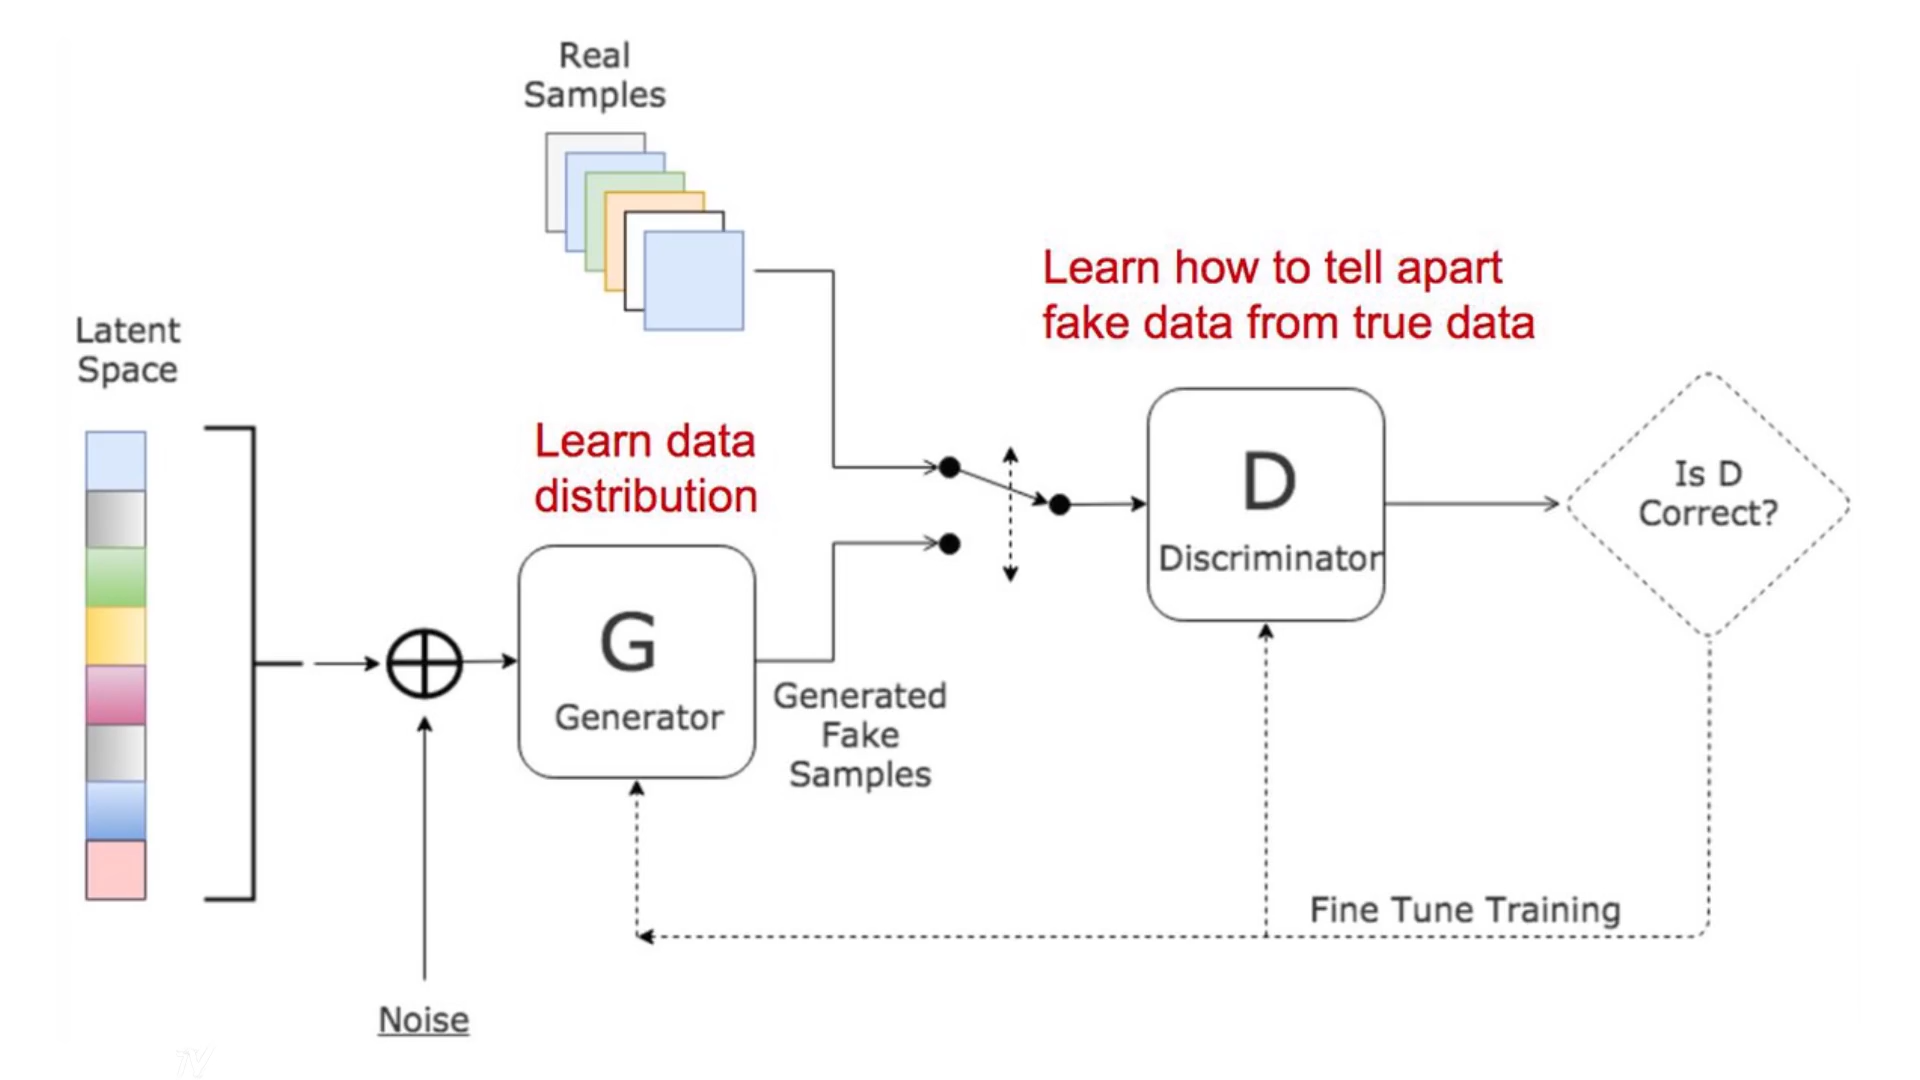 Real
Samples
Learn how to tell apart
fake data from true data
Latent
Space
Learn data
distribution
D
Discriminator
Is D
Correct?
G
Generator
Generated
Fake
Samples
Fine Tune Training
Noise